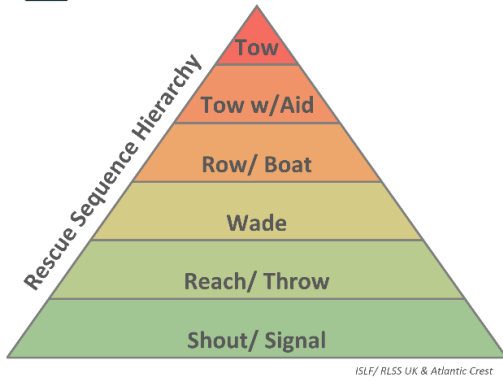 Rescue Sequence Hierarchy
Tow
Tow w/Aid
Row/ Boat
Wade
Reach/ Throw
Shout/ Signal
ISLF/ RLSS UK & Atlantic Crest